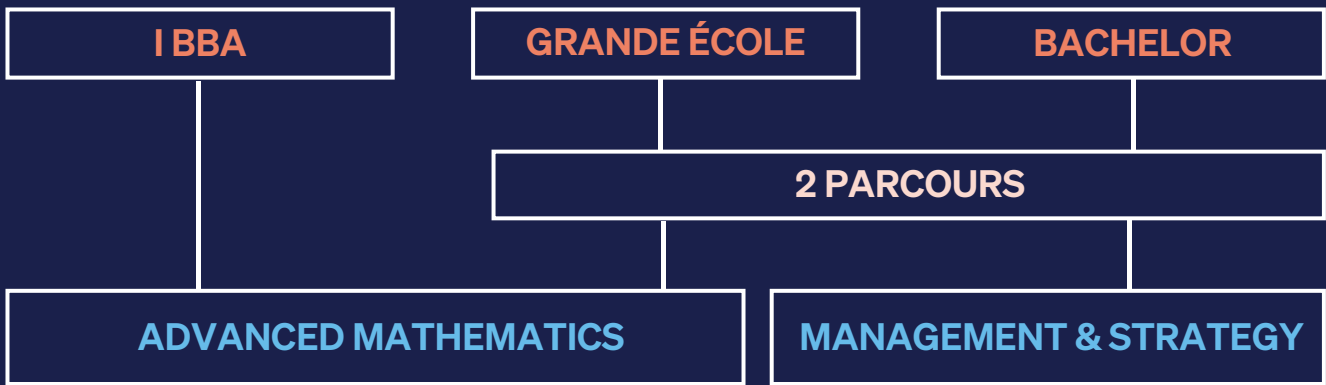 I BBA
GRANDE ÉCOLE
BACHELOR
2 PARCOURS
ADVANCED MATHEMATICS
MANAGEMENT & STRATEGY